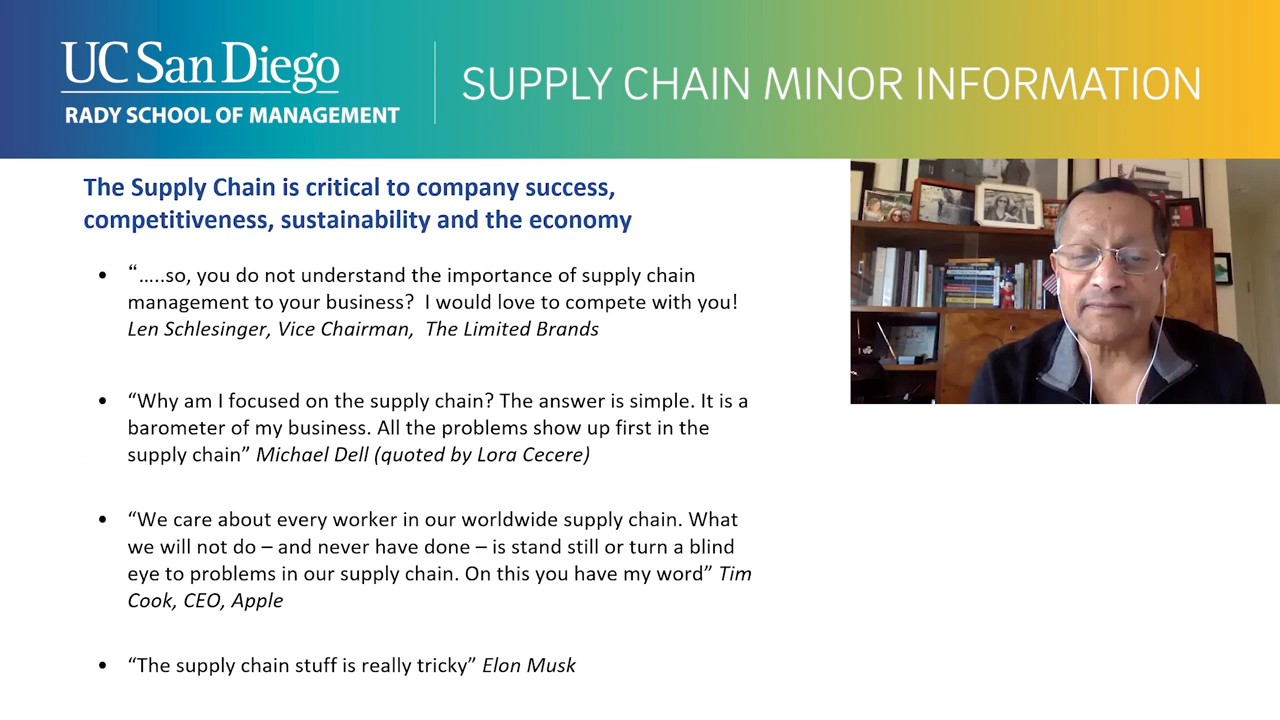 UC San Diego
RADY SCHOOL OF MANAGEMENT
SUPPLY CHAIN MINOR INFORMATION
The Supply Chain is critical to company success,
competitiveness, sustainability and the economy
• “…..so, you do not understand the importance of supply chain
management to your business?  I would love to compete with you!
Len Schlesinger, Vice Chairman,  The Limited Brands
• “Why am I focused on the supply chain? The answer is simple. It is a
barometer of my business. All the problems show up first in the
supply chain” Michael Dell (quoted by Lora Cecere)
• “We care about every worker in our worldwide supply chain. What
we will not do – and never have done – is stand still or turn a blind
eye to problems in our supply chain. On this you have my word” Tim
Cook, CEO, Apple
• “The supply chain stuff is really tricky” Elon Musk